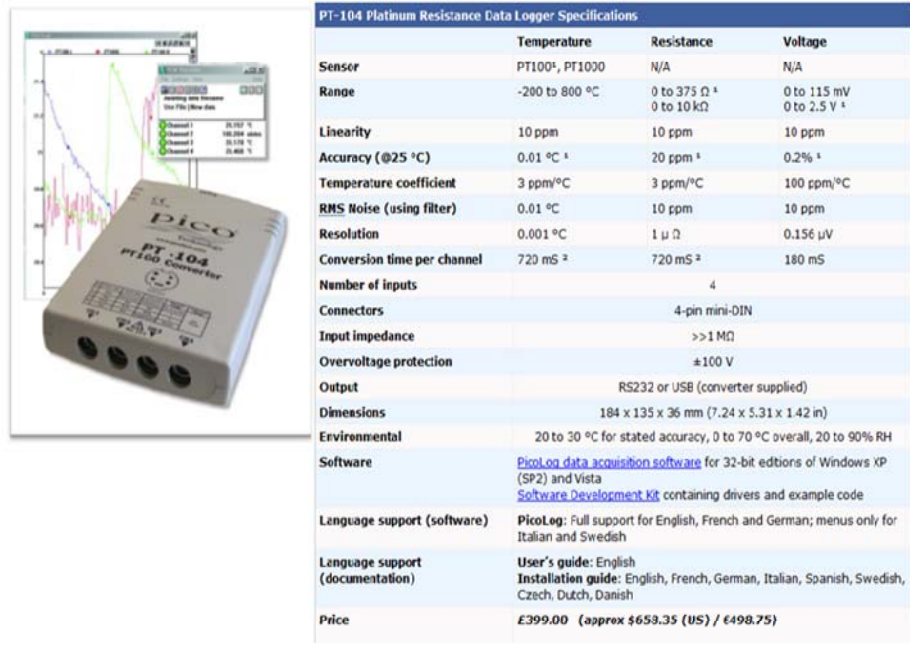 PT-104 Platinum Resistance Data Logger Specifications
Temperature Resistance Voltage
Sensor PT100¹, PT1000 N/A N/A
Range -200 to 800 °C 0 to 375 Ω ¹ 0 to 115 mV
0 to 10 kΩ 0 to 2.5 V ¹
Linearity 10 ppm 10 ppm 10 ppm
Accuracy (@25 °C) 0.01 °C ¹ 20 ppm ¹ 0.2% ¹
Temperature coefficient 3 ppm/°C 3 ppm/°C 100 ppm/°C
RMS Noise (using filter) 0.01 °C 10 ppm 10 ppm
Resolution 0.001 °C 1 μ Ω 0.156 μV
Conversion time per channel 720 mS ² 720 mS ² 180 mS
Number of inputs 4
Connectors 4-pin mini-DIN
Input impedance >>1 MΩ
Overvoltage protection ±100 V
Output RS232 or USB (converter supplied)
Dimensions 184 x 135 x 36 mm (7.24 x 5.31 x 1.42 in)
Environmental 20 to 30 °C for stated accuracy, 0 to 70 °C overall, 20 to 90% RH
Software PicoLog data acquisition software for 32-bit editions of Windows XP
(SP2) and Vista
Software Development Kit containing drivers and example code
Language support (software) PicoLog: Full support for English, French and German; menus only for
Italian and Swedish
Language support
(documentation)
User's guide: English
Installation guide: English, French, German, Italian, Spanish, Swedish,
Czech, Dutch, Danish
Price £399.00 (approx $658.35 (US) / €498.75)
Channel 1
Channel 2
Channel 3
Channel 4
pico
Technology
PT -104
PT100 Converter